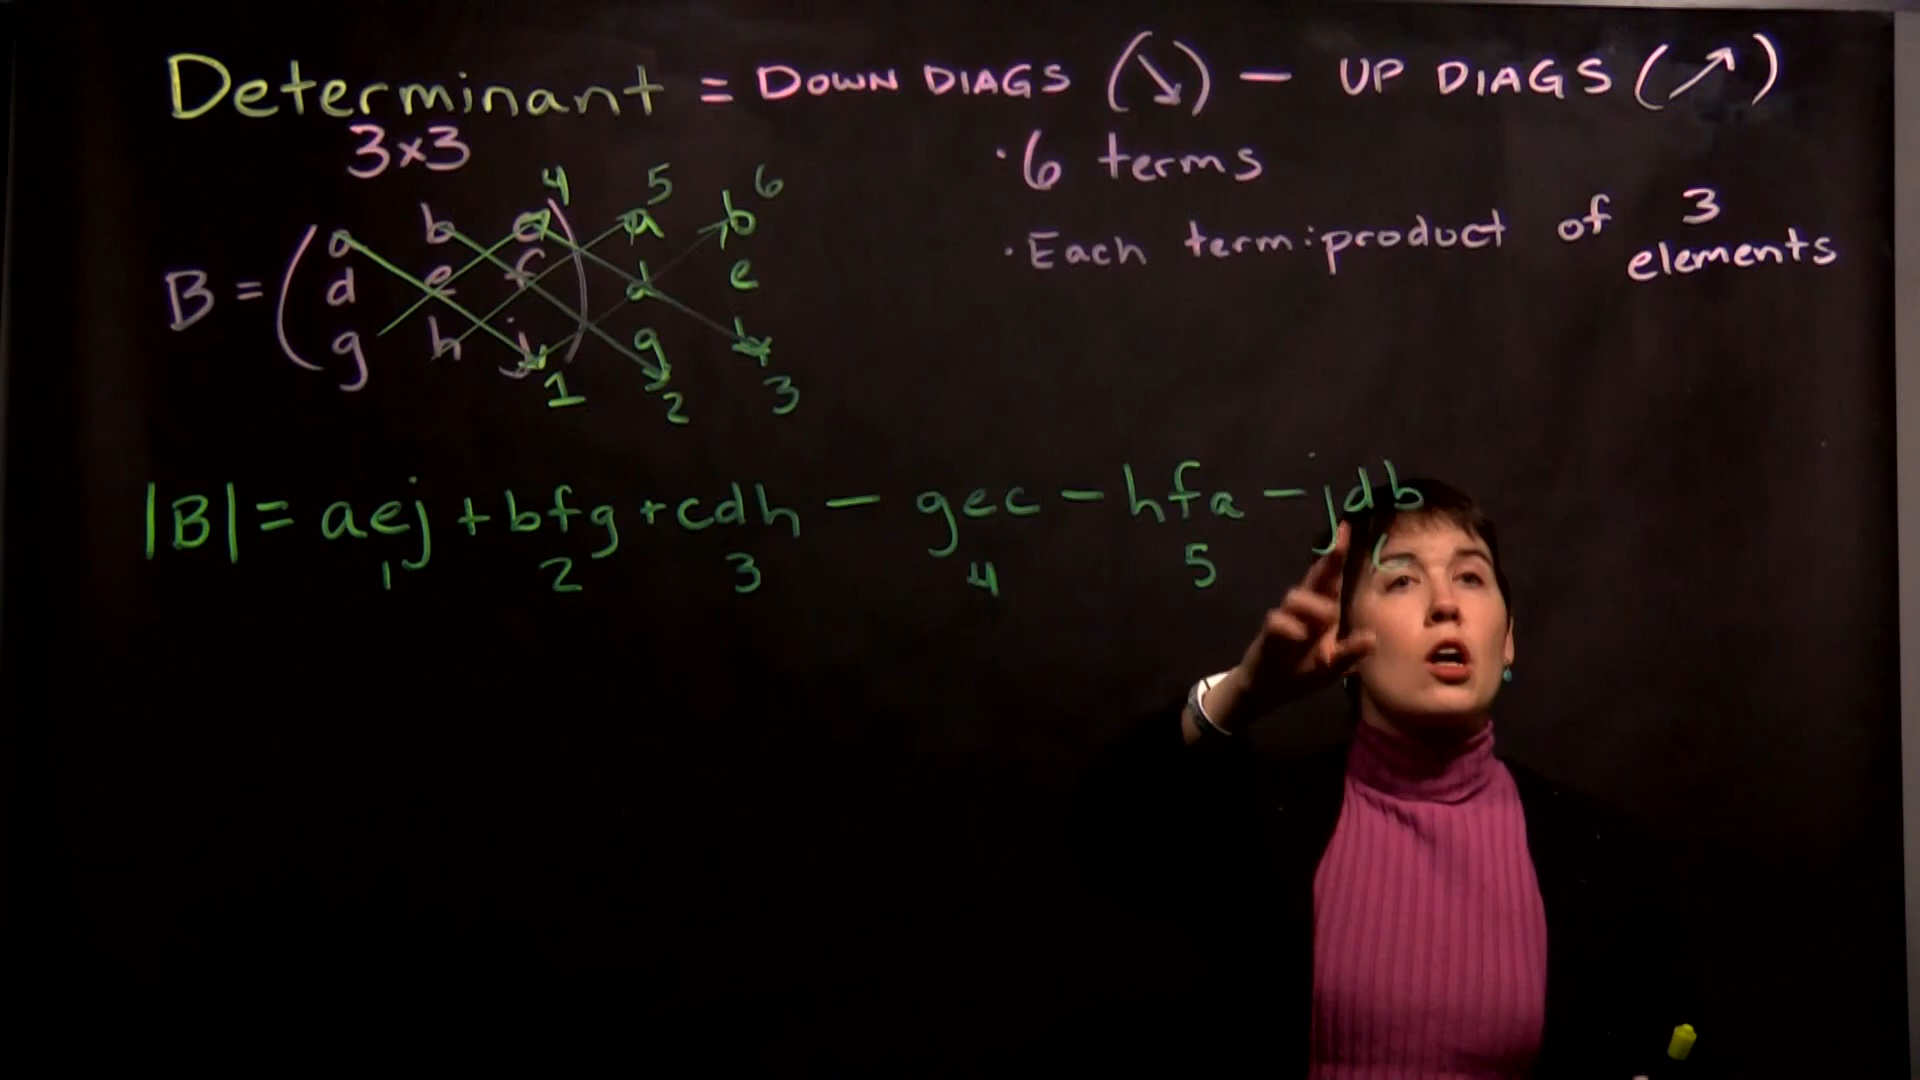 Determinant = DOWN DIAGS (↘) − UP DIAGS (↗)
3×3
· 6 terms
· Each term: product of 3 elements
4 5 6
a b c a b
B = ( d e f ) d e
g h j g h
1 2 3
|B| = aej + bfg + cdh − gec − hfa − jdb
1 2 3 4 5 6